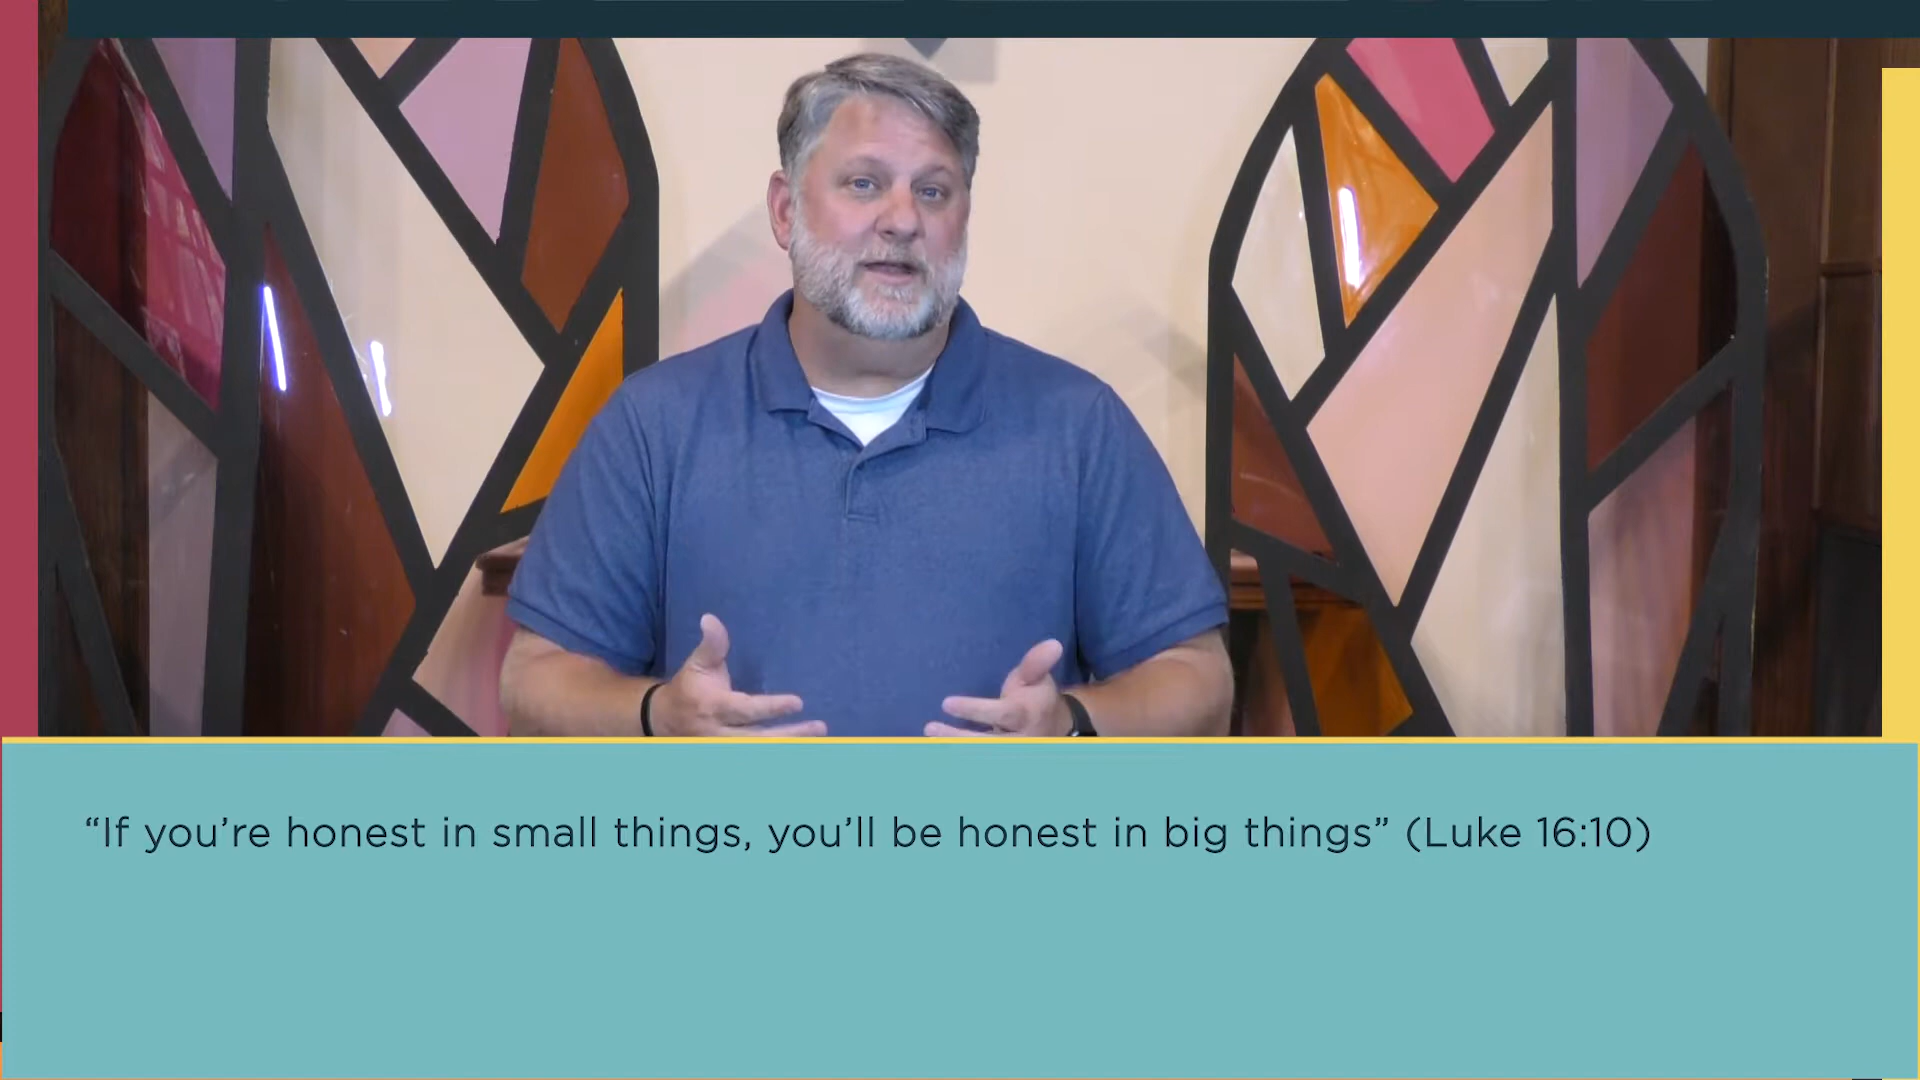 “If you’re honest in small things, you’ll be honest in big things” (Luke 16:10)